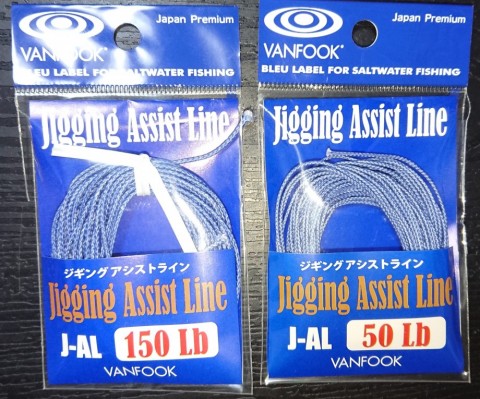 Japan Premium
VANFOOK®
BLEU LABEL FOR SALTWATER FISHING
Jigging Assist Line
ジギングアシストライン
Jigging Assist Line
J-AL 150 Lb
VANFOOK
Japan Premium
VANFOOK®
BLEU LABEL FOR SALTWATER FISHING
Jigging Assist Line
ジギングアシストライン
Jigging Assist Line
J-AL 50 Lb
VANFOOK